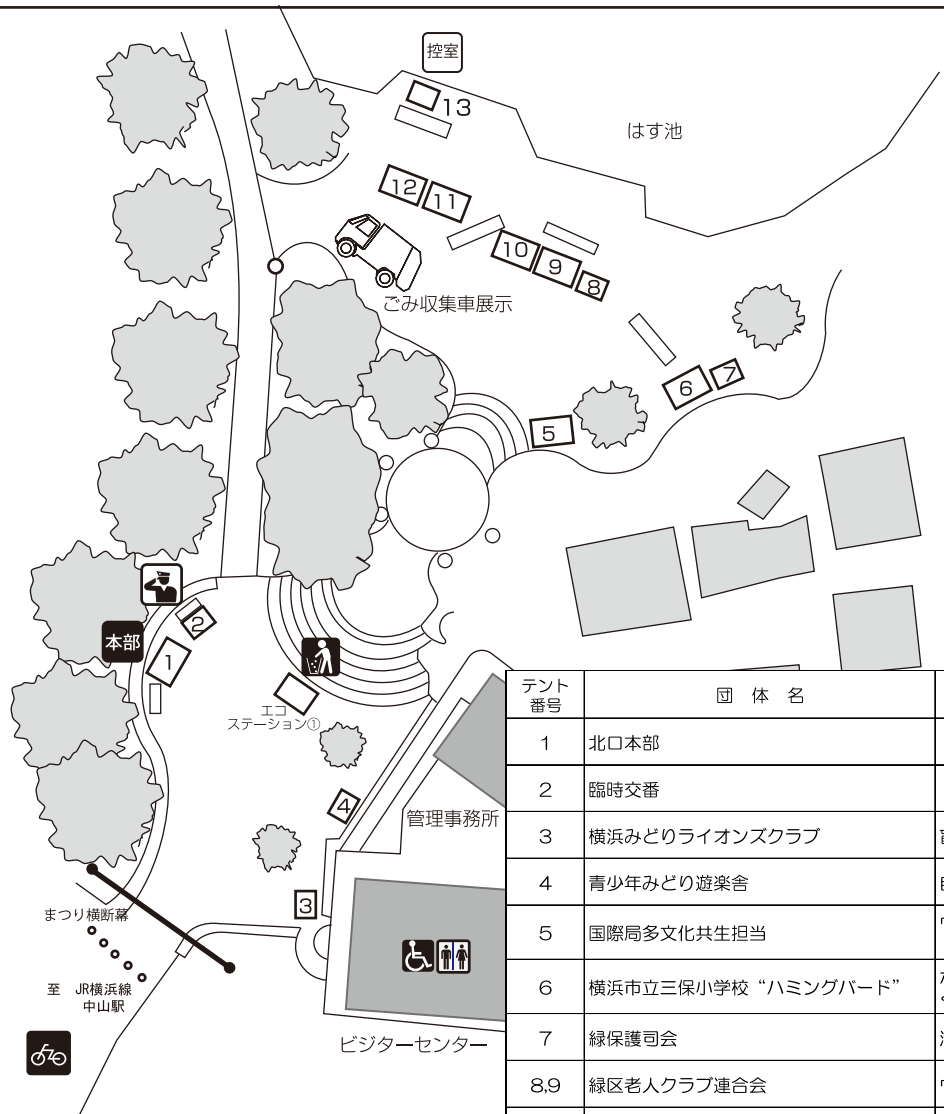 控室
13
はす池
12
11
10
9
8
ごみ収集車展示
7
6
5
2
本部
1
エコ
ステーション①
4
管理事務所
3
まつり横断幕
至 JR横浜線
中山駅
ビジターセンター
テント
番号 団体名
1 北口本部
2 臨時交番
3 横浜みどりライオンズクラブ
4 青少年みどり遊楽舎
5 国際局多文化共生担当
6 横浜市立三保小学校“ハミングバード”
7 緑保護司会
8,9 緑区老人クラブ連合会